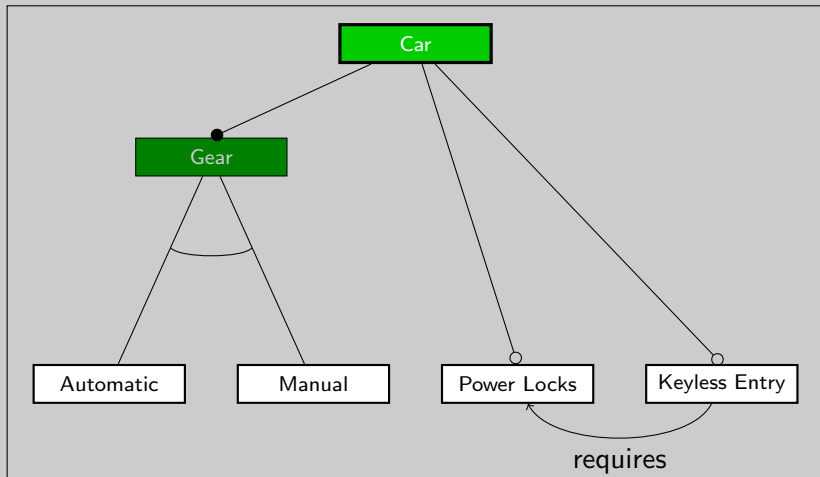 Car
Gear
Automatic
Manual
Power Locks
Keyless Entry
requires